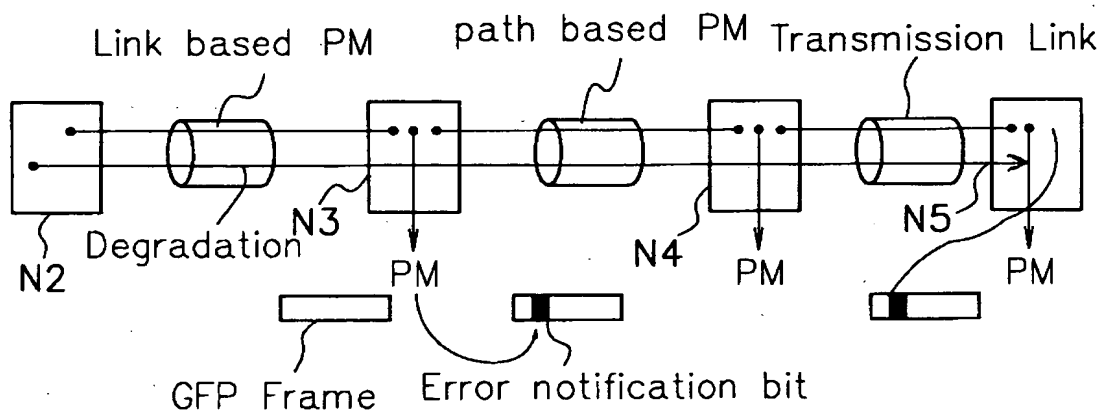 Link based PM
path based PM
Transmission Link
N2
Degradation
N3
N4
N5
PM
PM
PM
GFP Frame
Error notification bit